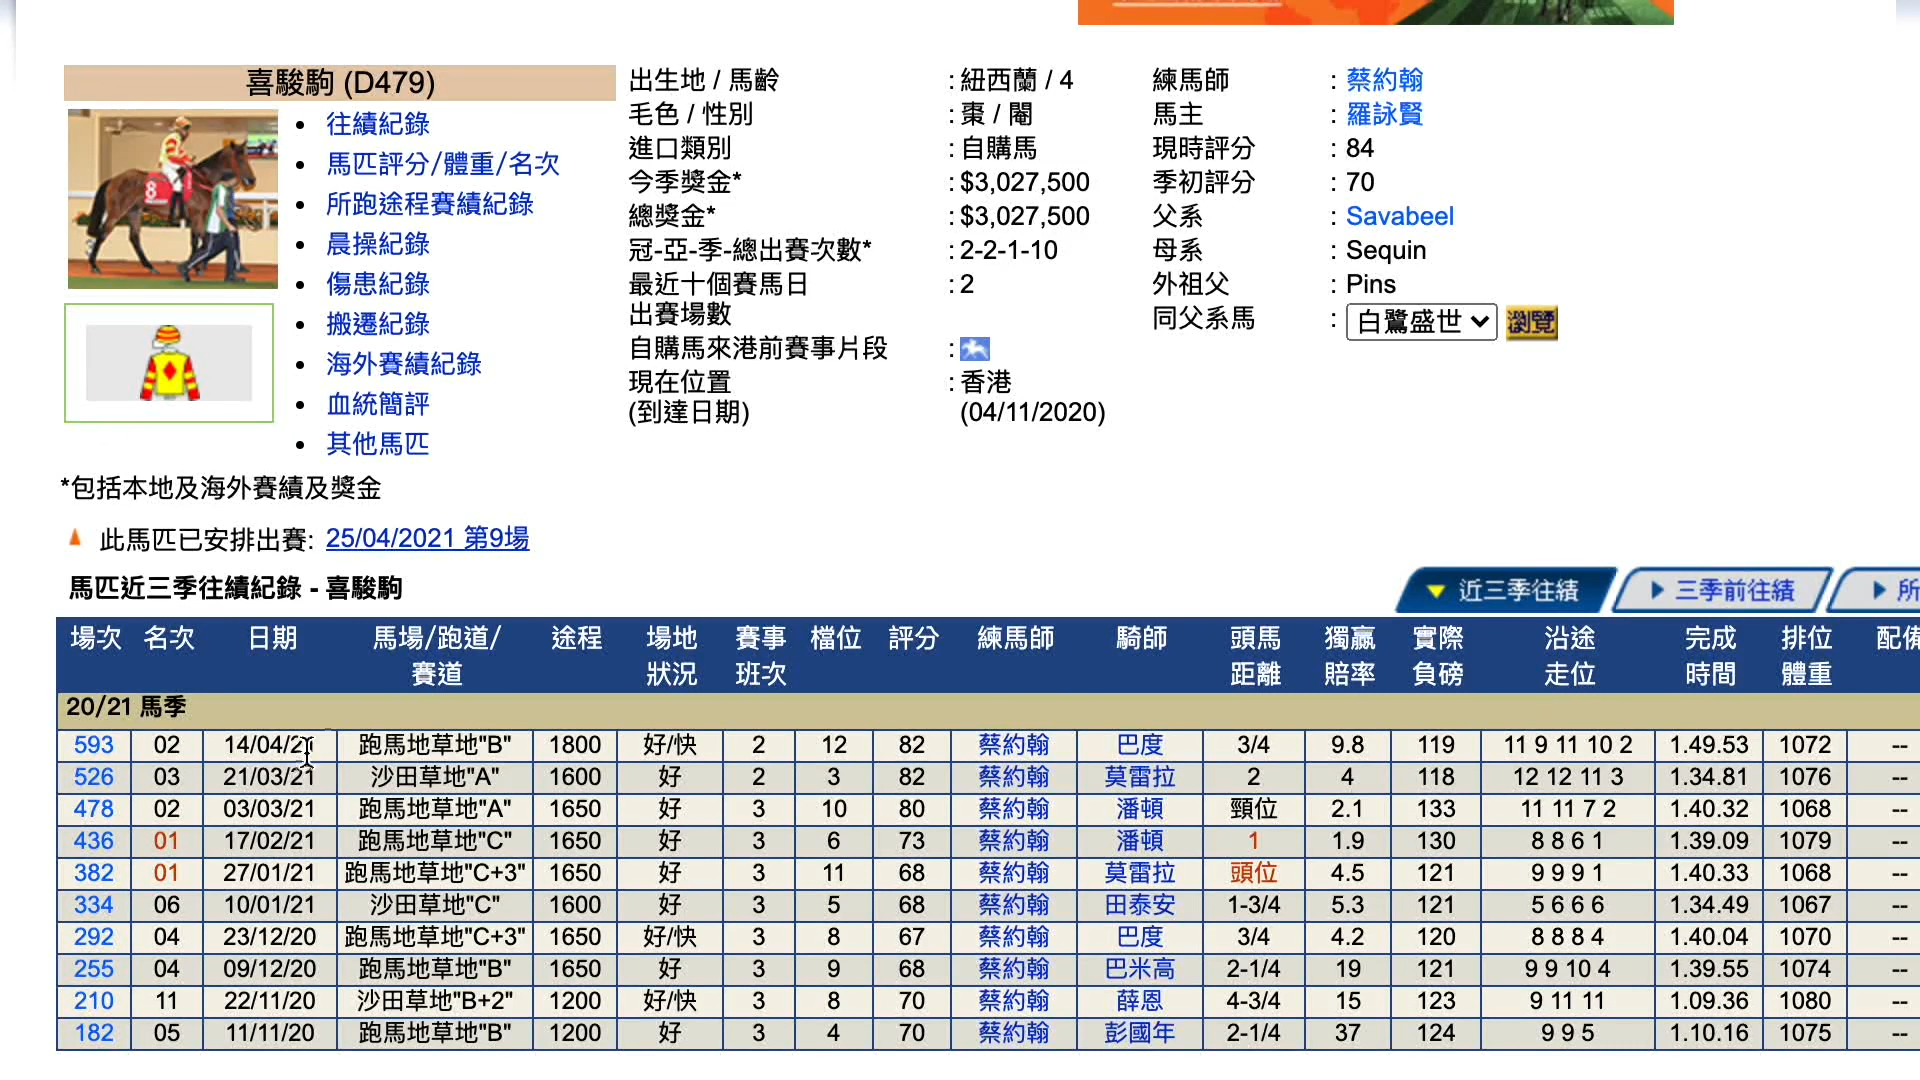 喜駿駒 (D479)
8
往績紀錄
馬匹評分/體重/名次
所跑途程賽績紀錄
晨操紀錄
傷患紀錄
搬遷紀錄
海外賽績紀錄
血統簡評
其他馬匹
出生地 / 馬齡 : 紐西蘭 / 4
毛色 / 性別 : 棗 / 閹
進口類別 : 自購馬
今季獎金* : $3,027,500
總獎金* : $3,027,500
冠-亞-季-總出賽次數* : 2-2-1-10
最近十個賽馬日 : 2
出賽場數
自購馬來港前賽事片段 :
現在位置 : 香港
(到達日期) (04/11/2020)
練馬師 : 蔡約翰
馬主 : 羅詠賢
現時評分 : 84
季初評分 : 70
父系 : Savabeel
母系 : Sequin
外祖父 : Pins
同父系馬 : 白鷺盛世 瀏覽
*包括本地及海外賽績及獎金
此馬匹已安排出賽: 25/04/2021 第9場
馬匹近三季往績紀錄 - 喜駿駒
近三季往績 三季前往績 所
場次 名次 日期 馬場/跑道/賽道 途程 場地狀況 賽事班次 檔位 評分 練馬師 騎師 頭馬距離 獨贏賠率 實際負磅 沿途走位 完成時間 排位體重 配備
20/21 馬季
593 02 14/04/21 跑馬地草地"B" 1800 好/快 2 12 82 蔡約翰 巴度 3/4 9.8 119 11 9 11 10 2 1.49.53 1072 --
526 03 21/03/21 沙田草地"A" 1600 好 2 3 82 蔡約翰 莫雷拉 2 4 118 12 12 11 3 1.34.81 1076 --
478 02 03/03/21 跑馬地草地"A" 1650 好 3 10 80 蔡約翰 潘頓 頸位 2.1 133 11 11 7 2 1.40.32 1068 --
436 01 17/02/21 跑馬地草地"C" 1650 好 3 6 73 蔡約翰 潘頓 1 1.9 130 8 8 6 1 1.39.09 1079 --
382 01 27/01/21 跑馬地草地"C+3" 1650 好 3 11 68 蔡約翰 莫雷拉 頭位 4.5 121 9 9 9 1 1.40.33 1068 --
334 06 10/01/21 沙田草地"C" 1600 好 3 5 68 蔡約翰 田泰安 1-3/4 5.3 121 5 6 6 6 1.34.49 1067 --
292 04 23/12/20 跑馬地草地"C+3" 1650 好/快 3 8 67 蔡約翰 巴度 3/4 4.2 120 8 8 8 4 1.40.04 1070 --
255 04 09/12/20 跑馬地草地"B" 1650 好 3 9 68 蔡約翰 巴米高 2-1/4 19 121 9 9 10 4 1.39.55 1074 --
210 11 22/11/20 沙田草地"B+2" 1200 好/快 3 8 70 蔡約翰 薛恩 4-3/4 15 123 9 11 11 1.09.36 1080 --
182 05 11/11/20 跑馬地草地"B" 1200 好 3 4 70 蔡約翰 彭國年 2-1/4 37 124 9 9 5 1.10.16 1075 --